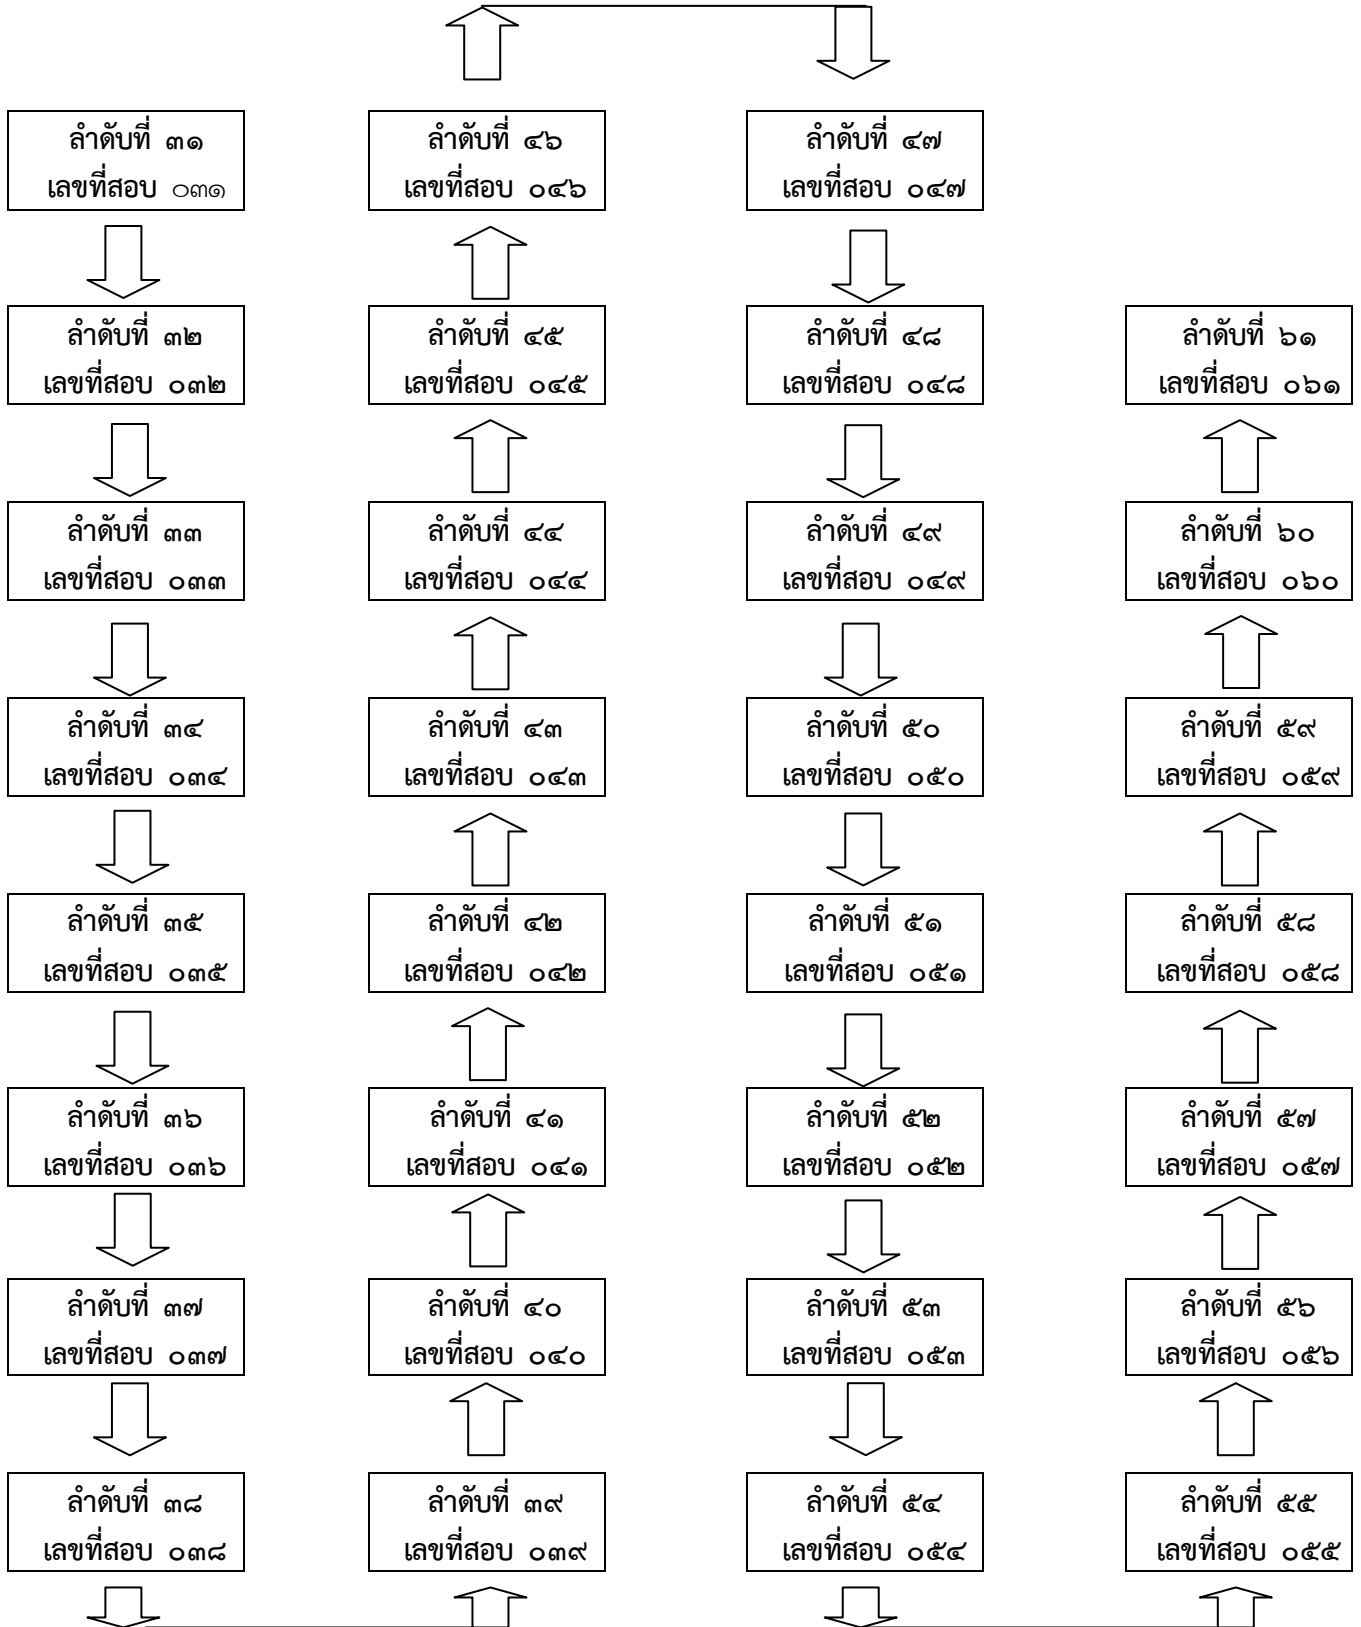 ลำดับที่ ๓๑
เลขที่สอบ ๐๓๑
ลำดับที่ ๓๒
เลขที่สอบ ๐๓๒
ลำดับที่ ๓๓
เลขที่สอบ ๐๓๓
ลำดับที่ ๓๔
เลขที่สอบ ๐๓๔
ลำดับที่ ๓๕
เลขที่สอบ ๐๓๕
ลำดับที่ ๓๖
เลขที่สอบ ๐๓๖
ลำดับที่ ๓๗
เลขที่สอบ ๐๓๗
ลำดับที่ ๓๘
เลขที่สอบ ๐๓๘
ลำดับที่ ๓๙
เลขที่สอบ ๐๓๙
ลำดับที่ ๔๐
เลขที่สอบ ๐๔๐
ลำดับที่ ๔๑
เลขที่สอบ ๐๔๑
ลำดับที่ ๔๒
เลขที่สอบ ๐๔๒
ลำดับที่ ๔๓
เลขที่สอบ ๐๔๓
ลำดับที่ ๔๔
เลขที่สอบ ๐๔๔
ลำดับที่ ๔๕
เลขที่สอบ ๐๔๕
ลำดับที่ ๔๖
เลขที่สอบ ๐๔๖
ลำดับที่ ๔๗
เลขที่สอบ ๐๔๗
ลำดับที่ ๔๘
เลขที่สอบ ๐๔๘
ลำดับที่ ๔๙
เลขที่สอบ ๐๔๙
ลำดับที่ ๕๐
เลขที่สอบ ๐๕๐
ลำดับที่ ๕๑
เลขที่สอบ ๐๕๑
ลำดับที่ ๕๒
เลขที่สอบ ๐๕๒
ลำดับที่ ๕๓
เลขที่สอบ ๐๕๓
ลำดับที่ ๕๔
เลขที่สอบ ๐๕๔
ลำดับที่ ๕๕
เลขที่สอบ ๐๕๕
ลำดับที่ ๕๖
เลขที่สอบ ๐๕๖
ลำดับที่ ๕๗
เลขที่สอบ ๐๕๗
ลำดับที่ ๕๘
เลขที่สอบ ๐๕๘
ลำดับที่ ๕๙
เลขที่สอบ ๐๕๙
ลำดับที่ ๖๐
เลขที่สอบ ๐๖๐
ลำดับที่ ๖๑
เลขที่สอบ ๐๖๑